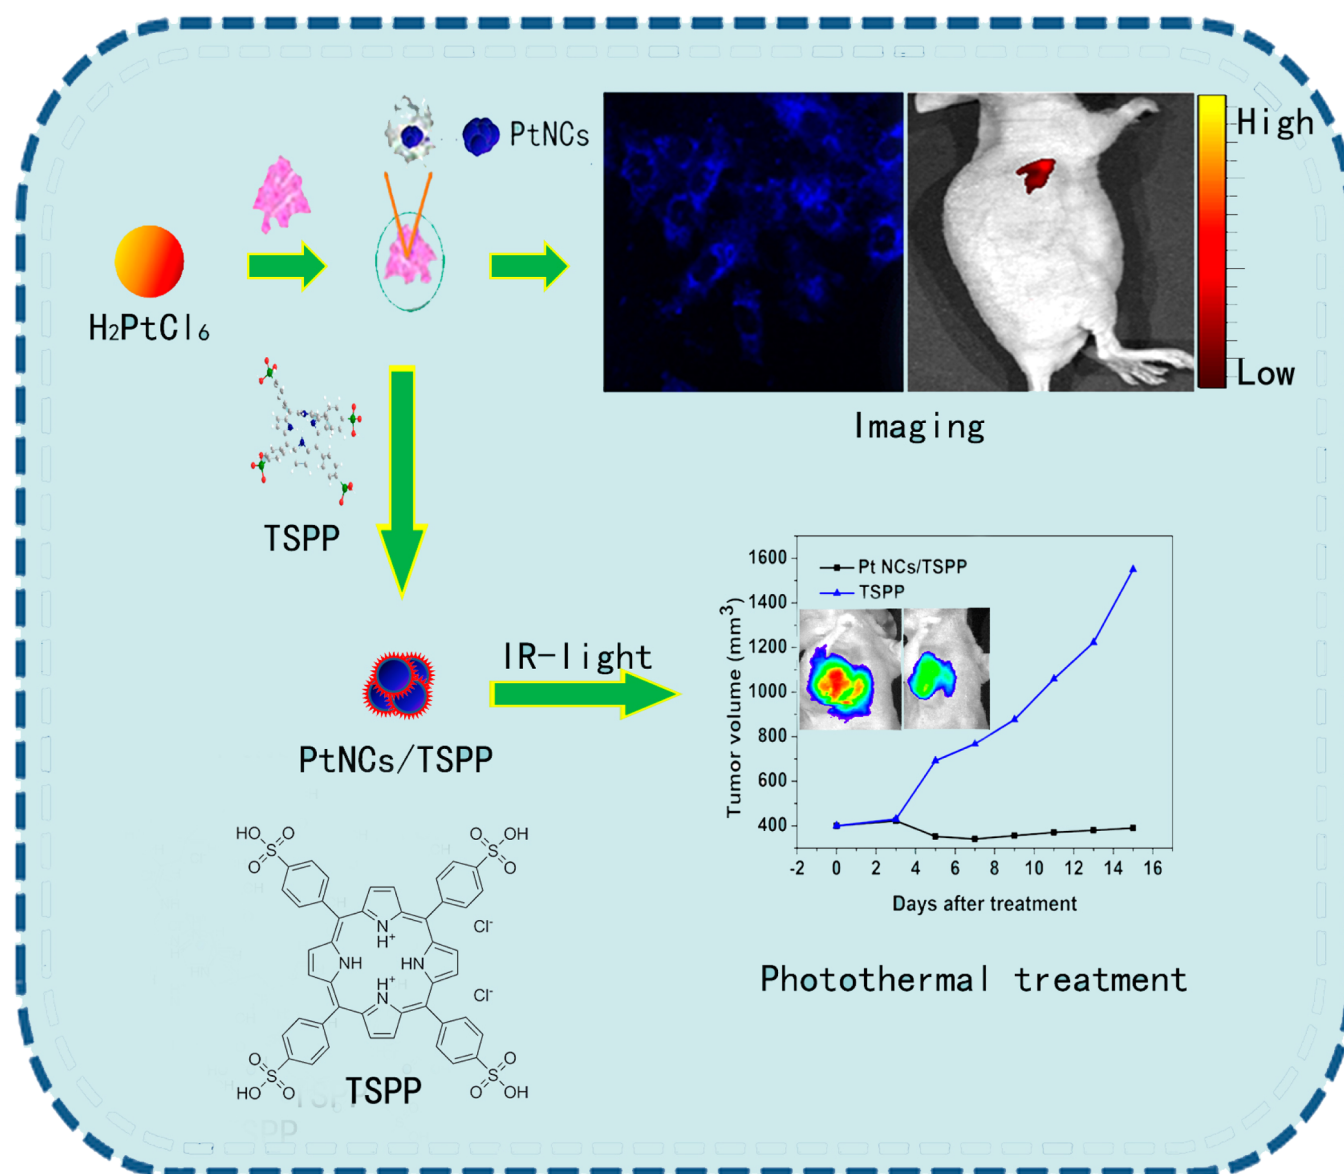 PtNCs
High
H₂PtCl₆
Low
Imaging
TSPP
1600
1400
1200
1000
800
600
400
Tumor volume (mm³)
Pt NCs/TSPP
TSPP
-2 0 2 4 6 8 10 12 14 16
Days after treatment
IR-light
PtNCs/TSPP
Photothermal treatment
HO O O OH
S S
O O
N
H⁺ Cl⁻
NH HN
H⁺ Cl⁻
N
O O
S S
HO O O OH
TSPP
TSPP